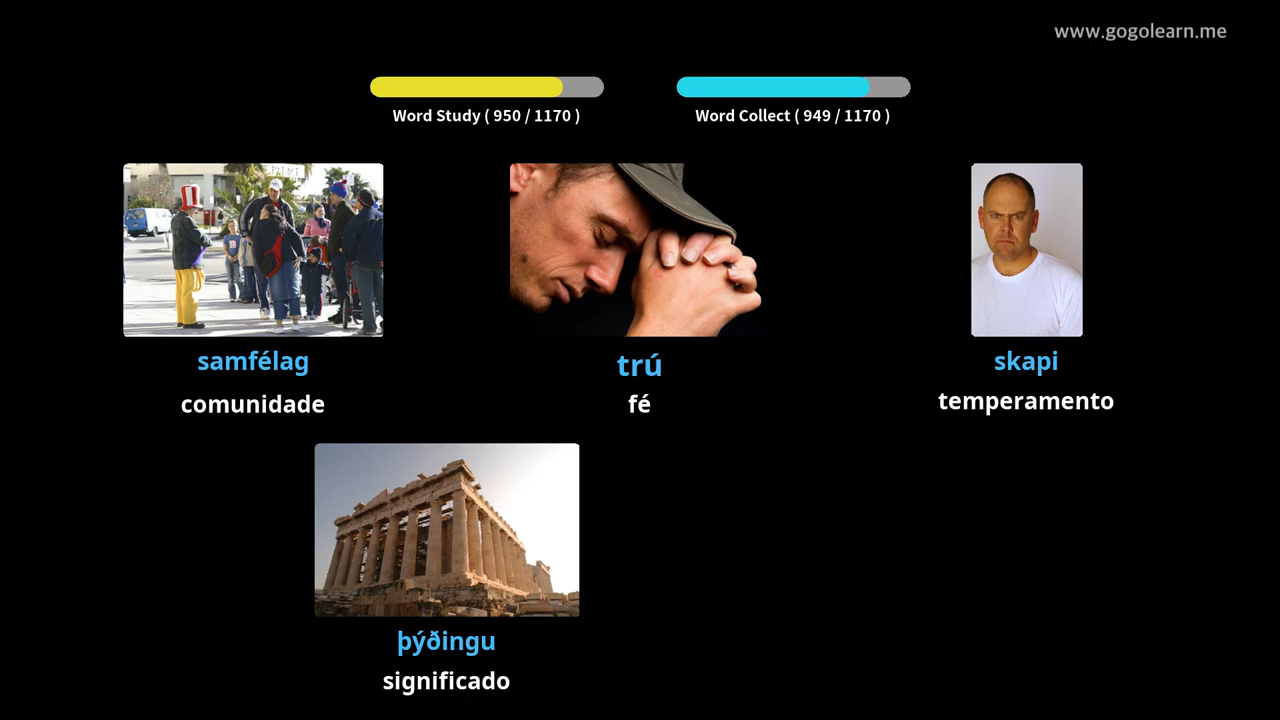 www.gogolearn.me
Word Study ( 950 / 1170 )
Word Collect ( 949 / 1170 )
samfélag
comunidade
trú
fé
skapi
temperamento
þýðingu
significado